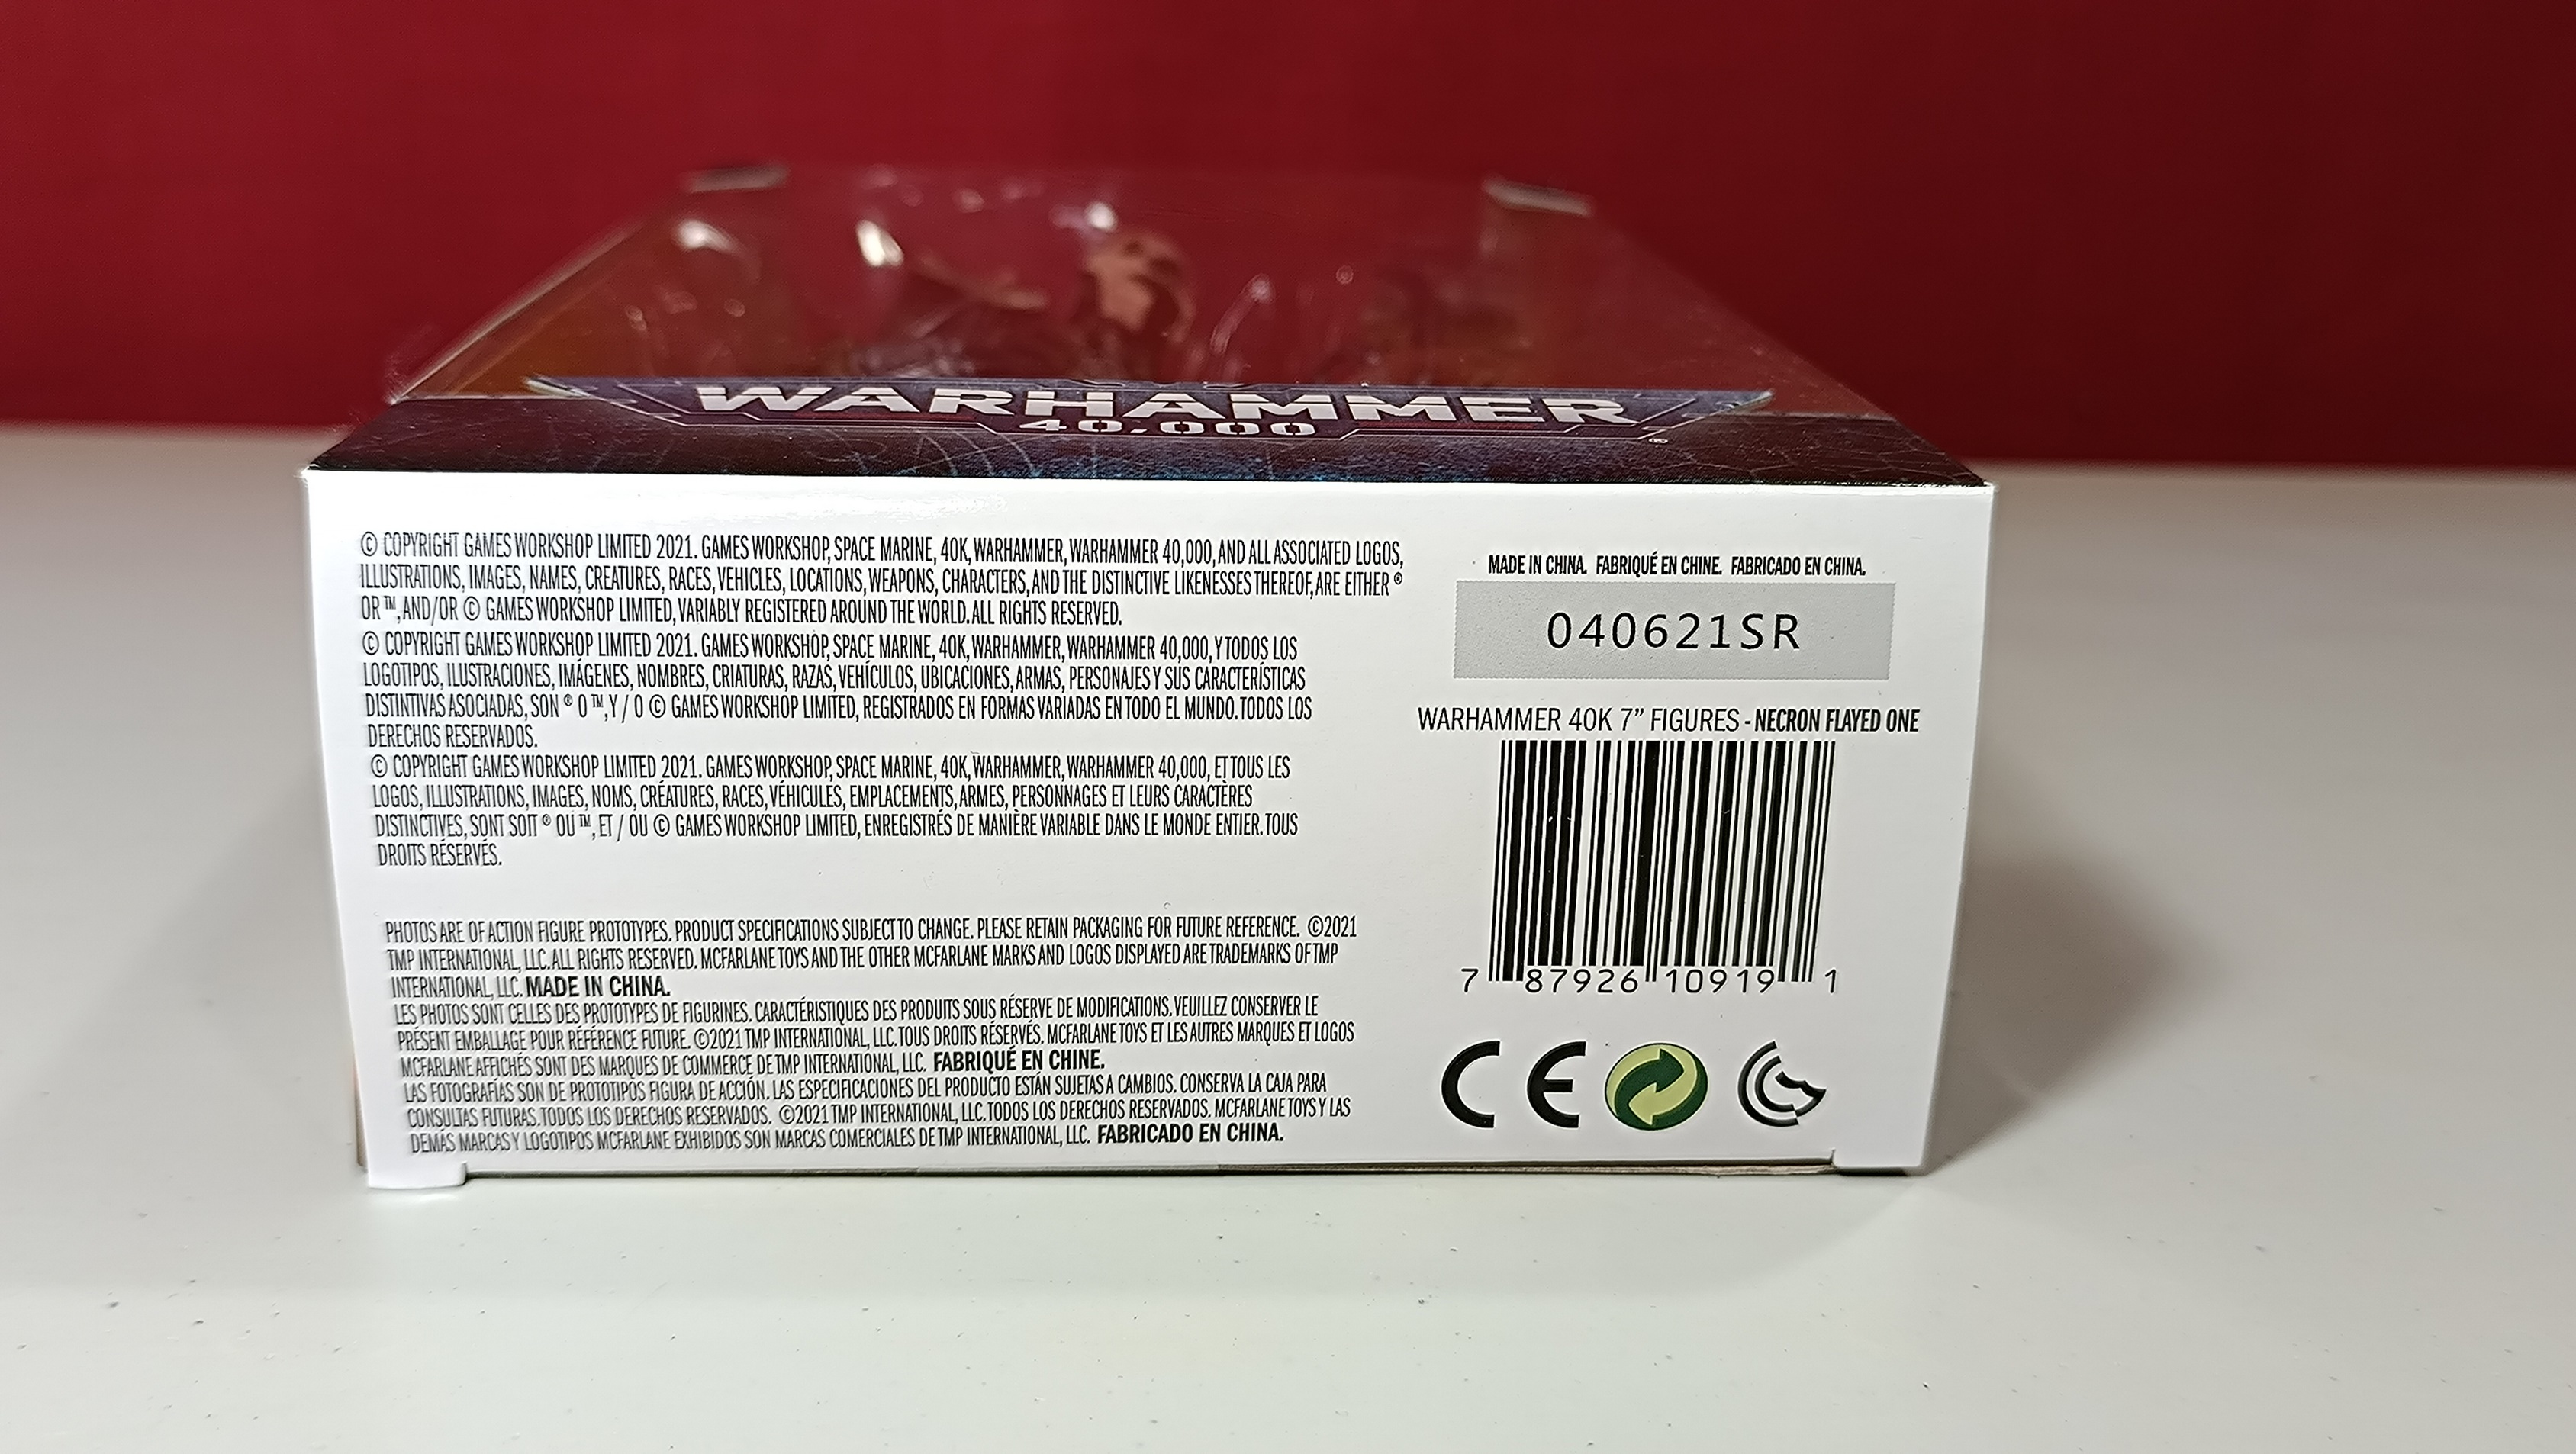 WARHAMMER
40,000
®
© COPYRIGHT GAMES WORKSHOP LIMITED 2021. GAMES WORKSHOP, SPACE MARINE, 40K, WARHAMMER, WARHAMMER 40,000, AND ALL ASSOCIATED LOGOS,
ILLUSTRATIONS, IMAGES, NAMES, CREATURES, RACES, VEHICLES, LOCATIONS, WEAPONS, CHARACTERS, AND THE DISTINCTIVE LIKENESSES THEREOF, ARE EITHER ®
OR ™, AND/OR © GAMES WORKSHOP LIMITED, VARIABLY REGISTERED AROUND THE WORLD. ALL RIGHTS RESERVED.
© COPYRIGHT GAMES WORKSHOP LIMITED 2021. GAMES WORKSHOP, SPACE MARINE, 40K, WARHAMMER, WARHAMMER 40,000, Y TODOS LOS
LOGOTIPOS, ILUSTRACIONES, IMÁGENES, NOMBRES, CRIATURAS, RAZAS, VEHÍCULOS, UBICACIONES, ARMAS, PERSONAJES Y SUS CARACTERÍSTICAS
DISTINTIVAS ASOCIADAS, SON ® O ™, Y / O © GAMES WORKSHOP LIMITED, REGISTRADOS EN FORMAS VARIADAS EN TODO EL MUNDO. TODOS LOS
DERECHOS RESERVADOS.
© COPYRIGHT GAMES WORKSHOP LIMITED 2021. GAMES WORKSHOP, SPACE MARINE, 40K, WARHAMMER, WARHAMMER 40,000, ET TOUS LES
LOGOS, ILLUSTRATIONS, IMAGES, NOMS, CRÉATURES, RACES, VÉHICULES, EMPLACEMENTS, ARMES, PERSONNAGES ET LEURS CARACTÈRES
DISTINCTIVES, SONT SOIT ® OU ™, ET / OU © GAMES WORKSHOP LIMITED, ENREGISTRÉS DE MANIÈRE VARIABLE DANS LE MONDE ENTIER. TOUS
DROITS RÉSERVÉS.
PHOTOS ARE OF ACTION FIGURE PROTOTYPES. PRODUCT SPECIFICATIONS SUBJECT TO CHANGE. PLEASE RETAIN PACKAGING FOR FUTURE REFERENCE. ©2021
TMP INTERNATIONAL, LLC. ALL RIGHTS RESERVED. MCFARLANE TOYS AND THE OTHER MCFARLANE MARKS AND LOGOS DISPLAYED ARE TRADEMARKS OF TMP
INTERNATIONAL, LLC. MADE IN CHINA.
LES PHOTOS SONT CELLES DES PROTOTYPES DE FIGURINES. CARACTÉRISTIQUES DES PRODUITS SOUS RÉSERVE DE MODIFICATIONS. VEUILLEZ CONSERVER LE
PRÉSENT EMBALLAGE POUR RÉFÉRENCE FUTURE. ©2021 TMP INTERNATIONAL, LLC. TOUS DROITS RÉSERVÉS. MCFARLANE TOYS ET LES AUTRES MARQUES ET LOGOS
MCFARLANE AFFICHÉS SONT DES MARQUES DE COMMERCE DE TMP INTERNATIONAL, LLC. FABRIQUÉ EN CHINE.
LAS FOTOGRAFÍAS SON DE PROTOTIPOS FIGURA DE ACCIÓN. LAS ESPECIFICACIONES DEL PRODUCTO ESTÁN SUJETAS A CAMBIOS. CONSERVA LA CAJA PARA
CONSULTAS FUTURAS. TODOS LOS DERECHOS RESERVADOS. ©2021 TMP INTERNATIONAL, LLC. TODOS LOS DERECHOS RESERVADOS. MCFARLANE TOYS Y LAS
DEMÁS MARCAS Y LOGOTIPOS MCFARLANE EXHIBIDOS SON MARCAS COMERCIALES DE TMP INTERNATIONAL, LLC. FABRICADO EN CHINA.
MADE IN CHINA. FABRIQUÉ EN CHINE. FABRICADO EN CHINA.
040621SR
WARHAMMER 40K 7” FIGURES - NECRON FLAYED ONE
7 87926 10919 1
CE